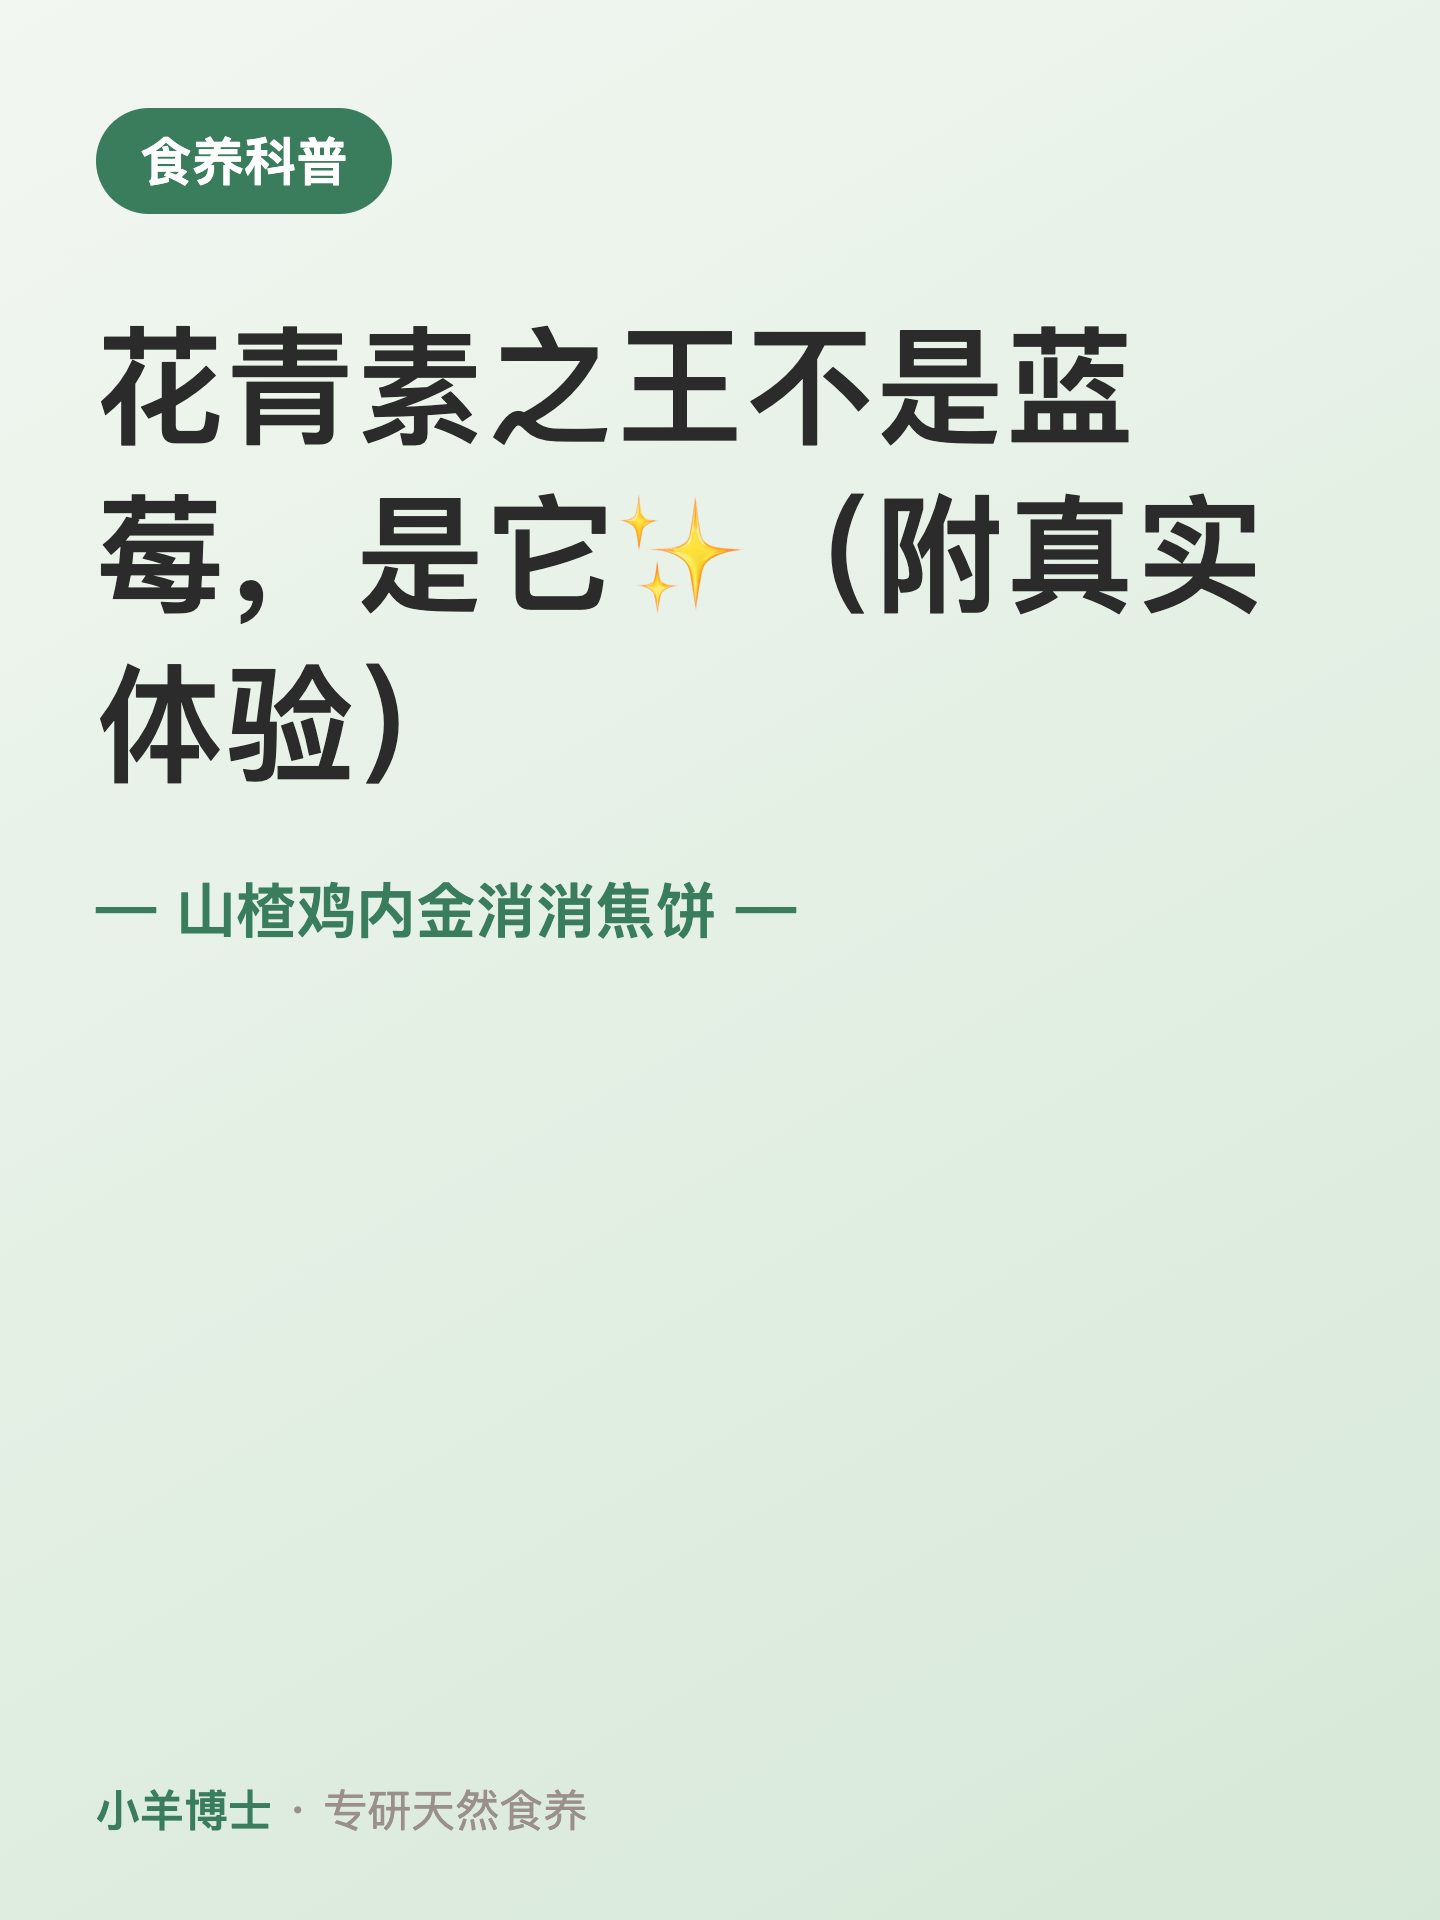 食养科普
花青素之王不是蓝
莓，是它✨（附真实
体验）
— 山楂鸡内金消消焦饼 —
小羊博士 · 专研天然食养